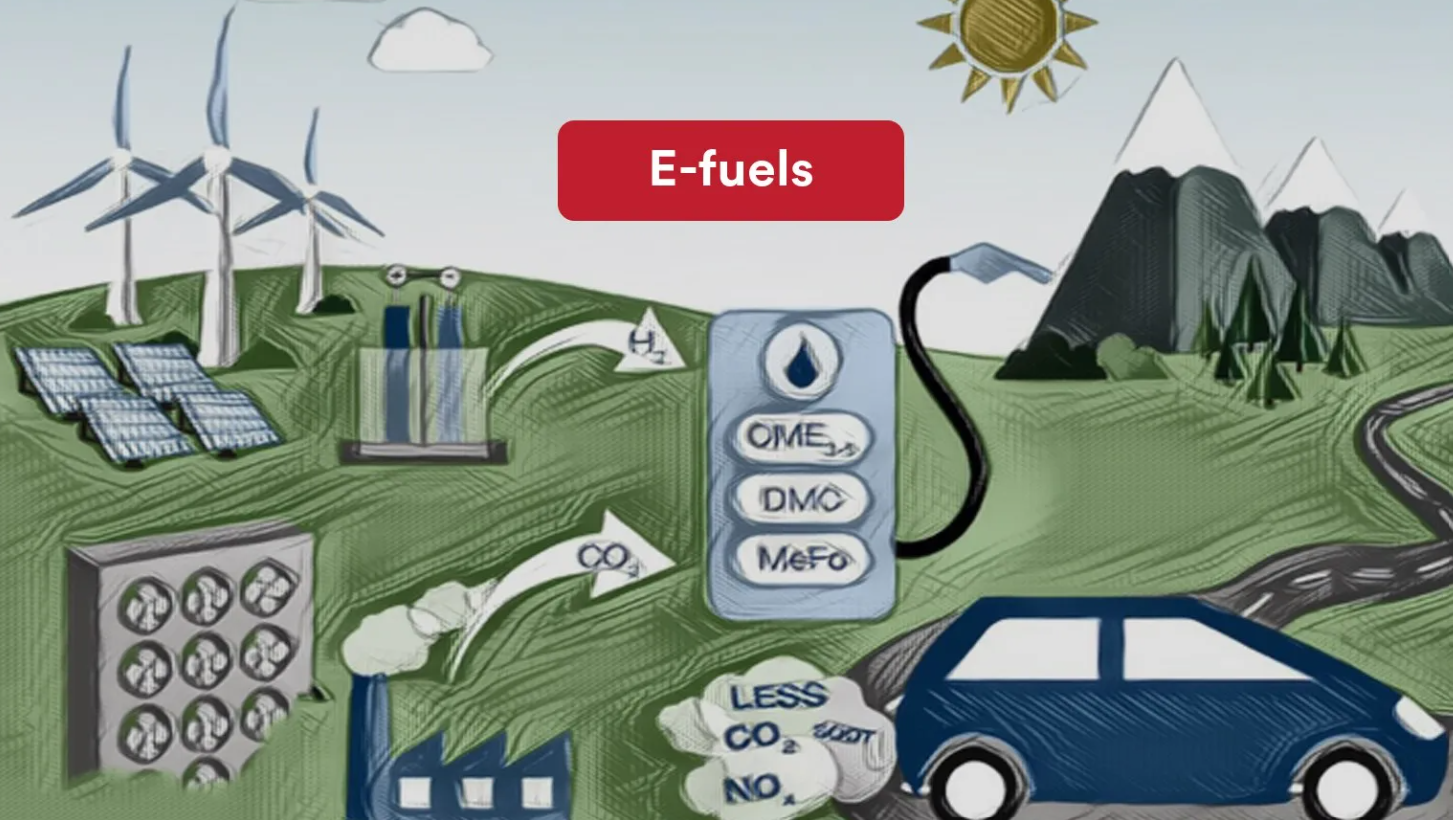 E-fuels
H₂
OME₃₋₅
DMC
MeFo
CO₂
LESS
CO₂ SOOT
NOₓ